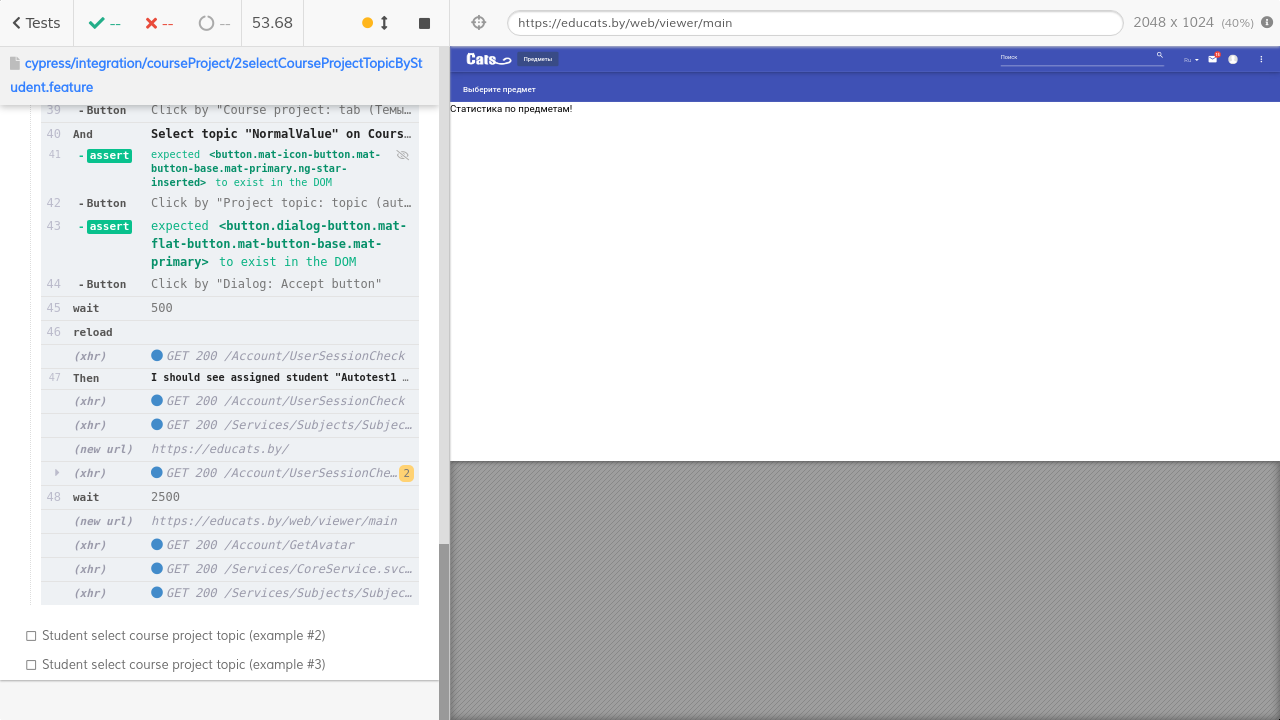 Tests
--
--
--
53.68
https://educats.by/web/viewer/main
2048 x 1024 (40%)
cypress/integration/courseProject/2selectCourseProjectTopicBySt
udent.feature
39 - Button Click by "Course project: tab (Темы…
40 And Select topic "NormalValue" on Cours…
41 - assert expected <button.mat-icon-button.mat-
button-base.mat-primary.ng-star-
inserted> to exist in the DOM
42 - Button Click by "Project topic: topic (aut…
43 - assert expected <button.dialog-button.mat-
flat-button.mat-button-base.mat-
primary> to exist in the DOM
44 - Button Click by "Dialog: Accept button"
45 wait 500
46 reload
(xhr) GET 200 /Account/UserSessionCheck
47 Then I should see assigned student "Autotest1 …
(xhr) GET 200 /Account/UserSessionCheck
(xhr) GET 200 /Services/Subjects/Subjec…
(new url) https://educats.by/
(xhr) GET 200 /Account/UserSessionChe… 2
48 wait 2500
(new url) https://educats.by/web/viewer/main
(xhr) GET 200 /Account/GetAvatar
(xhr) GET 200 /Services/CoreService.svc…
(xhr) GET 200 /Services/Subjects/Subjec…
Student select course project topic (example #2)
Student select course project topic (example #3)
Cats
Предметы
Поиск
Ru
Выберите предмет
Статистика по предметам!